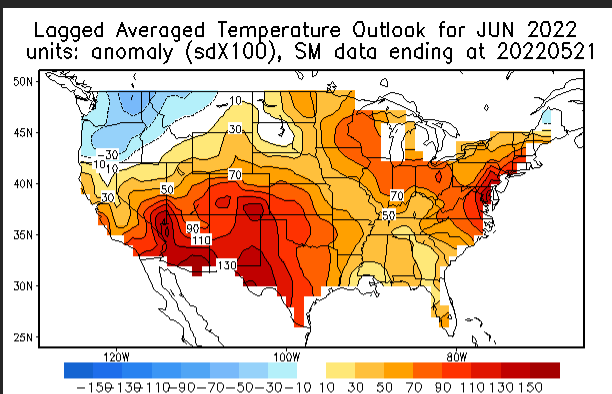 Lagged Averaged Temperature Outlook for JUN 2022
units: anomaly (sdX100), SM data ending at 20220521
50N
45N
40N
35N
30N
25N
10
30
-30
-10
10
30
50
70
70
50
90
110
130
120W 100W 80W
-150 -130 -110 -90 -70 -50 -30 -10 10 30 50 70 90 110 130 150